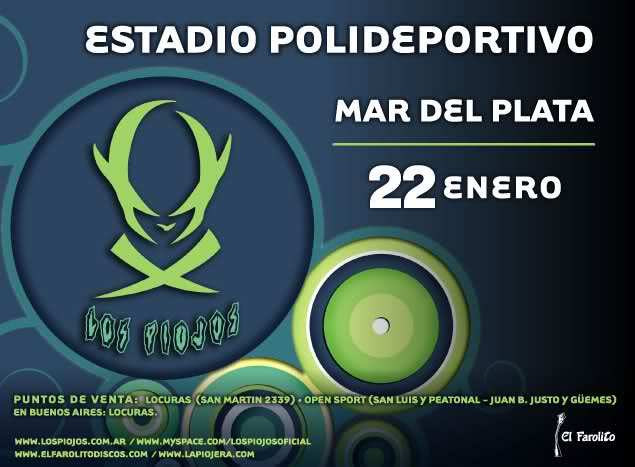 ESTADIO POLIDEPORTIVO
MAR DEL PLATA
22 ENERO
LOS PIOJOS
PUNTOS DE VENTA: LOCURAS (SAN MARTIN 2339) • OPEN SPORT (SAN LUIS y PEATONAL - JUAN B. JUSTO y GÜEMES)
EN BUENOS AIRES: LOCURAS.
WWW.LOSPIOJOS.COM.AR / WWW.MYSPACE.COM/LOSPIOJOSOFICIAL
WWW.ELFAROLITODISCOS.COM / WWW.LAPIOJERA.COM
El Farolito